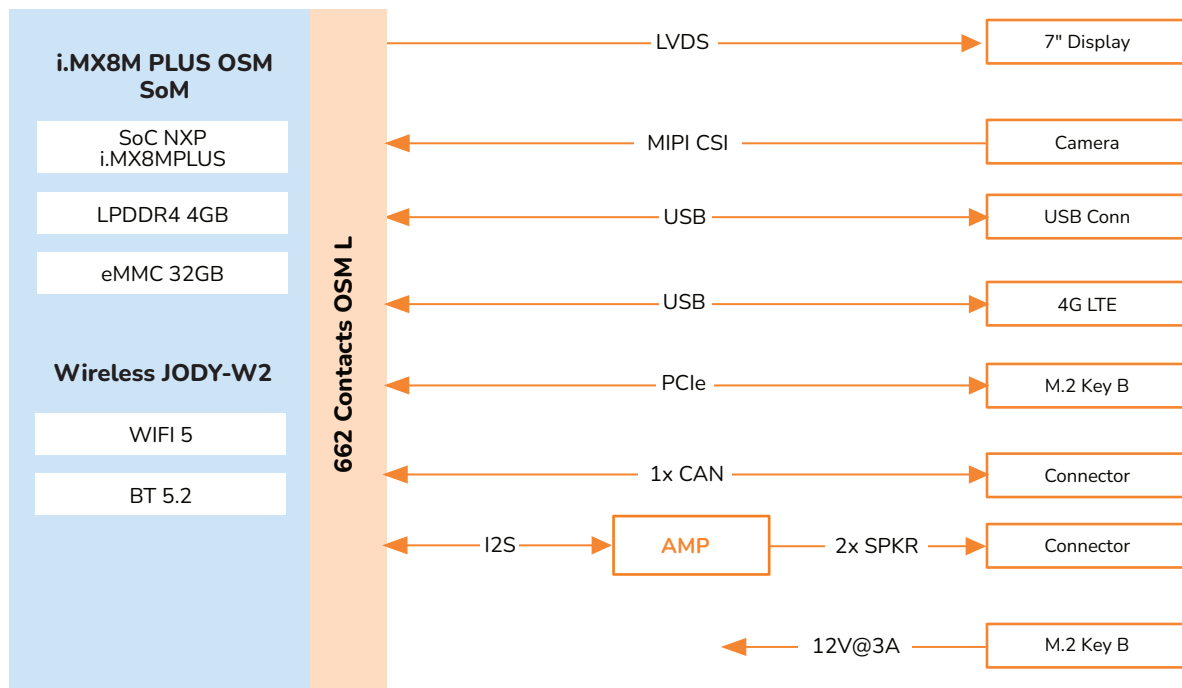 i.MX8M PLUS OSM
SoM
SoC NXP
i.MX8MPLUS
LPDDR4 4GB
eMMC 32GB
Wireless JODY-W2
WIFI 5
BT 5.2
662 Contacts OSM L
LVDS
7" Display
MIPI CSI
Camera
USB
USB Conn
USB
4G LTE
PCIe
M.2 Key B
1x CAN
Connector
I2S
AMP
2x SPKR
Connector
12V@3A
M.2 Key B